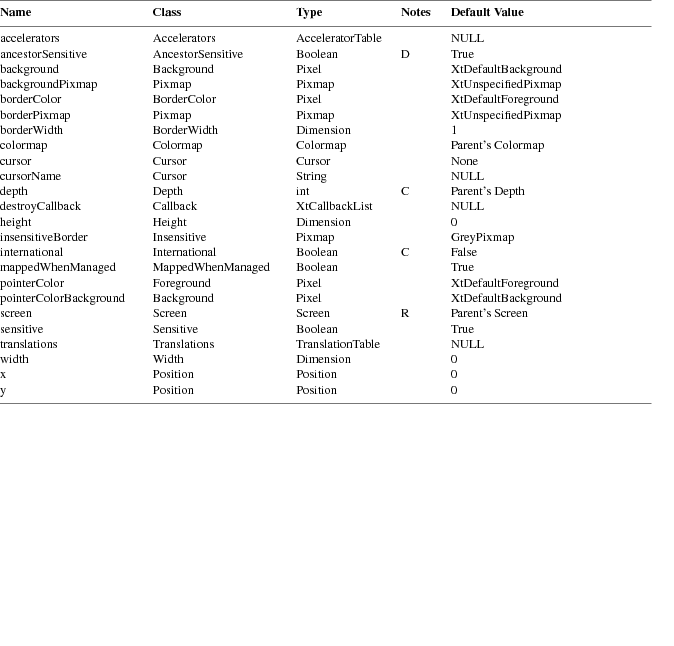 Name Class Type Notes Default Value
accelerators Accelerators AcceleratorTable NULL
ancestorSensitive AncestorSensitive Boolean D True
background Background Pixel XtDefaultBackground
backgroundPixmap Pixmap Pixmap XtUnspecifiedPixmap
borderColor BorderColor Pixel XtDefaultForeground
borderPixmap Pixmap Pixmap XtUnspecifiedPixmap
borderWidth BorderWidth Dimension 1
colormap Colormap Colormap Parent's Colormap
cursor Cursor Cursor None
cursorName Cursor String NULL
depth Depth int C Parent's Depth
destroyCallback Callback XtCallbackList NULL
height Height Dimension 0
insensitiveBorder Insensitive Pixmap GreyPixmap
international International Boolean C False
mappedWhenManaged MappedWhenManaged Boolean True
pointerColor Foreground Pixel XtDefaultForeground
pointerColorBackground Background Pixel XtDefaultBackground
screen Screen Screen R Parent's Screen
sensitive Sensitive Boolean True
translations Translations TranslationTable NULL
width Width Dimension 0
x Position Position 0
y Position Position 0